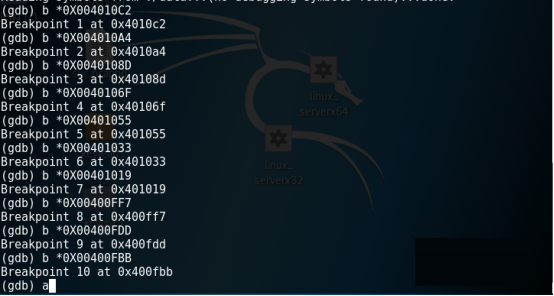 (gdb) b *0X004010C2
Breakpoint 1 at 0x4010c2
(gdb) b *0X004010A4
Breakpoint 2 at 0x4010a4
(gdb) b *0X0040108D
Breakpoint 3 at 0x40108d
(gdb) b *0X0040106F
Breakpoint 4 at 0x40106f
(gdb) b *0X00401055
Breakpoint 5 at 0x401055
(gdb) b *0X00401033
Breakpoint 6 at 0x401033
(gdb) b *0X00401019
Breakpoint 7 at 0x401019
(gdb) b *0X00400FF7
Breakpoint 8 at 0x400ff7
(gdb) b *0X00400FDD
Breakpoint 9 at 0x400fdd
(gdb) b *0X00400FBB
Breakpoint 10 at 0x400fbb
(gdb) a
linux_
serverx64
linux_
serverx32